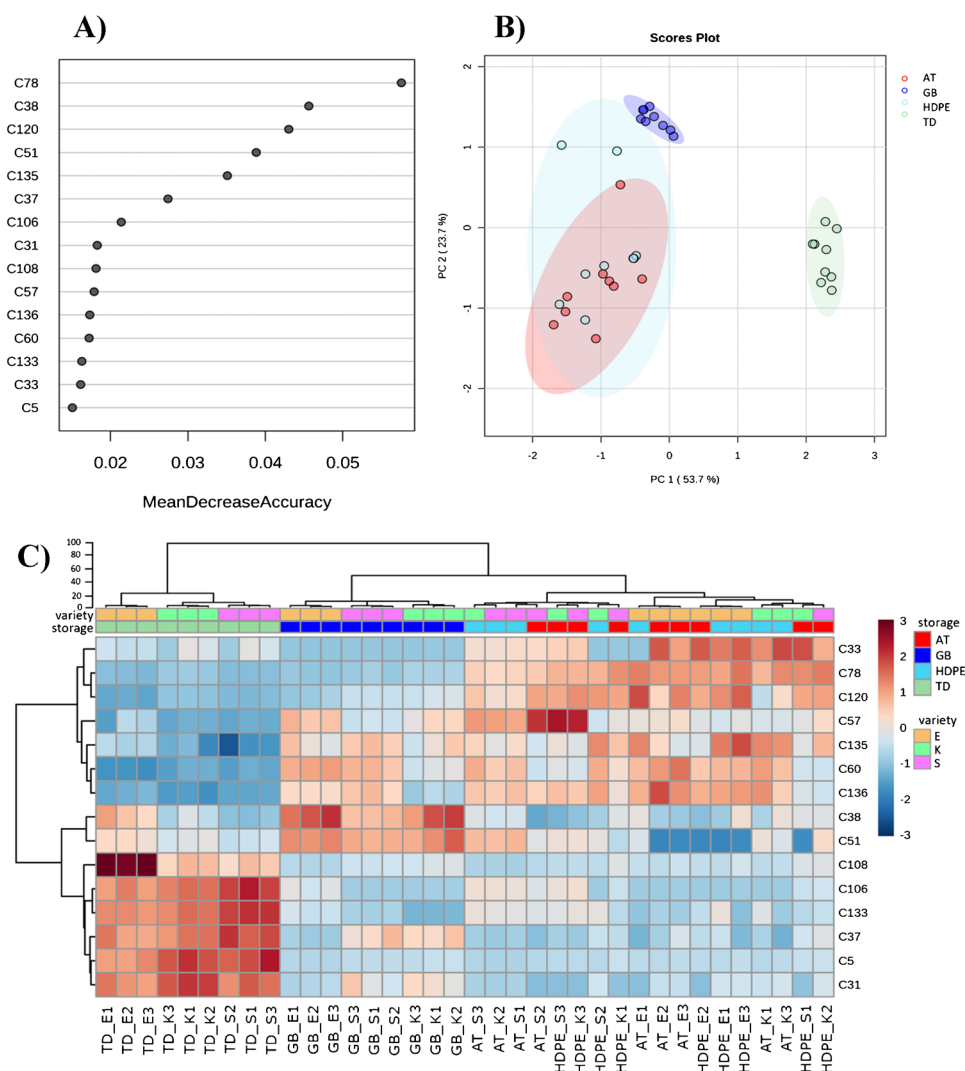 A)
C78
C38
C120
C51
C135
C37
C106
C31
C108
C57
C136
C60
C133
C33
C5
0.02 0.03 0.04 0.05
MeanDecreaseAccuracy
B)
Scores Plot
PC 2 ( 23.7 %)
2
1
0
-1
-2
-2 -1 0 1 2 3
PC 1 ( 53.7 %)
AT
GB
HDPE
TD
C)
100
80
60
40
20
0
variety
storage
C33
C78
C120
C57
C135
C60
C136
C38
C51
C108
C106
C133
C37
C5
C31
TD_E1
TD_E2
TD_E3
TD_K3
TD_K1
TD_K2
TD_S2
TD_S1
TD_S3
GB_E1
GB_E2
GB_E3
GB_S3
GB_S1
GB_S2
GB_K3
GB_K1
GB_K2
AT_S3
AT_K2
AT_S1
AT_S2
HDPE_S3
HDPE_K3
HDPE_S2
HDPE_K1
AT_E1
AT_E2
AT_E3
HDPE_E2
HDPE_E1
HDPE_E3
AT_K1
AT_K3
HDPE_S1
HDPE_K2
3
2
1
0
-1
-2
-3
storage
AT
GB
HDPE
TD
variety
E
K
S